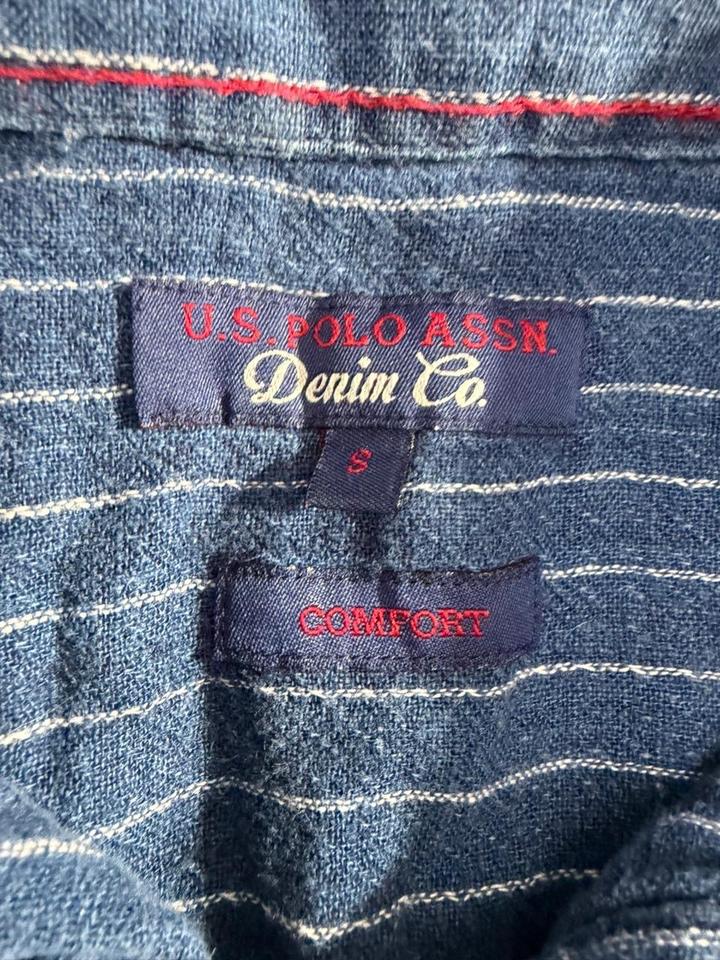 U.S. POLO ASSN.
Denim Co.
S
COMFORT